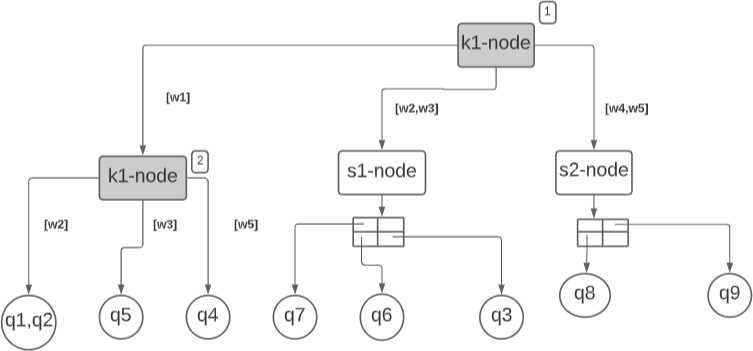 1
k1-node
[w1]
[w2,w3]
[w4,w5]
2
k1-node
s1-node
s2-node
[w2]
[w3]
[w5]
q1,q2
q5
q4
q7
q6
q3
q8
q9